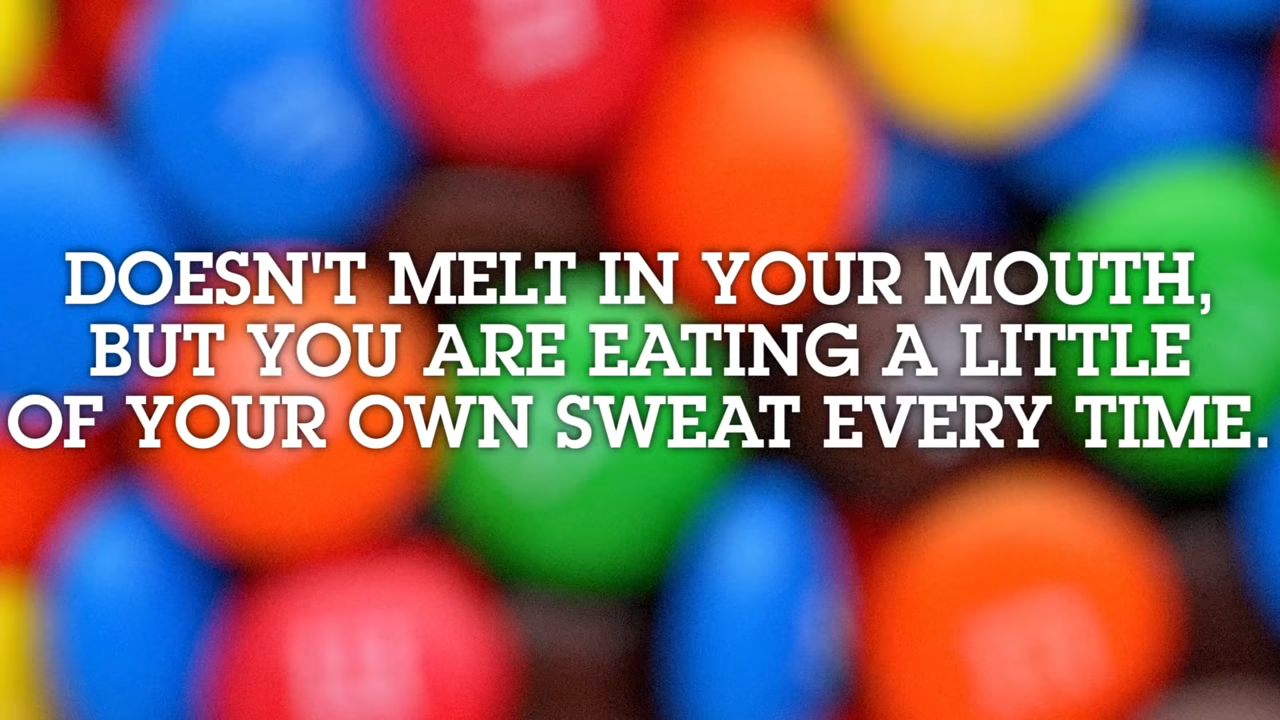 DOESN'T MELT IN YOUR MOUTH,
BUT YOU ARE EATING A LITTLE
OF YOUR OWN SWEAT EVERY TIME.